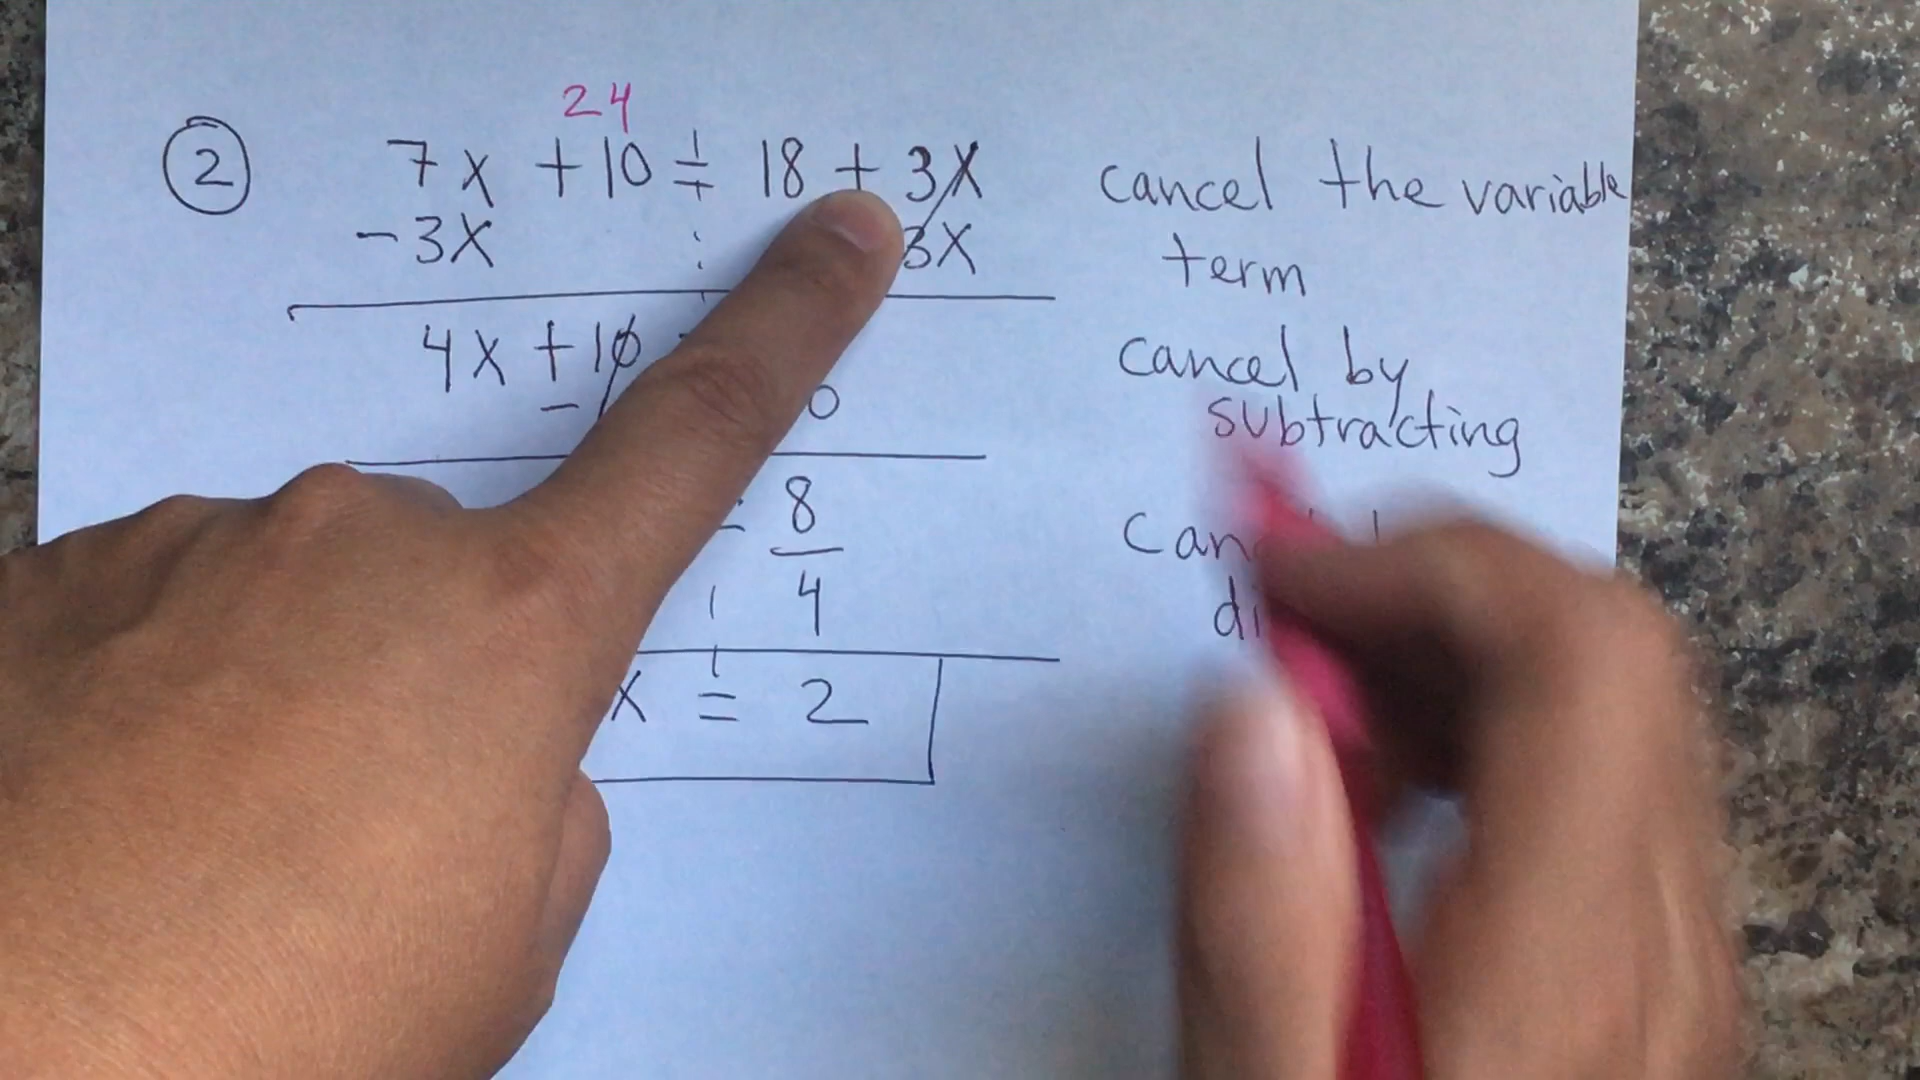 24
② 7x + 10 = 18 + 3x cancel the variable
-3x 3x term
4x + 10 cancel by
- 0 subtracting
= 8
4
x = 2